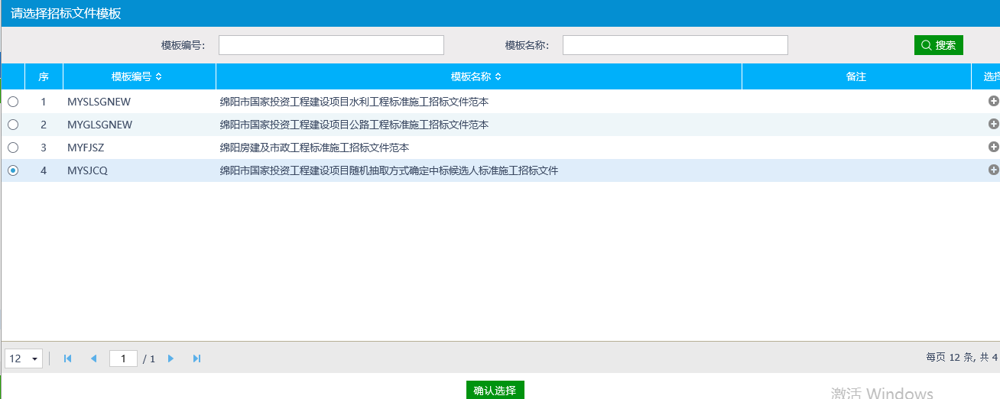 请选择招标文件模板
模板编号: 模板名称: 搜索
序 模板编号 模板名称 备注 选择
1 MYSLSGNEW 绵阳市国家投资工程建设项目水利工程标准施工招标文件范本
2 MYGLSGNEW 绵阳市国家投资工程建设项目公路工程标准施工招标文件范本
3 MYFJSZ 绵阳房建及市政工程标准施工招标文件范本
4 MYSJCQ 绵阳市国家投资工程建设项目随机抽取方式确定中标候选人标准施工招标文件
12 1 / 1 每页 12 条, 共 4
确认选择
激活 Windows